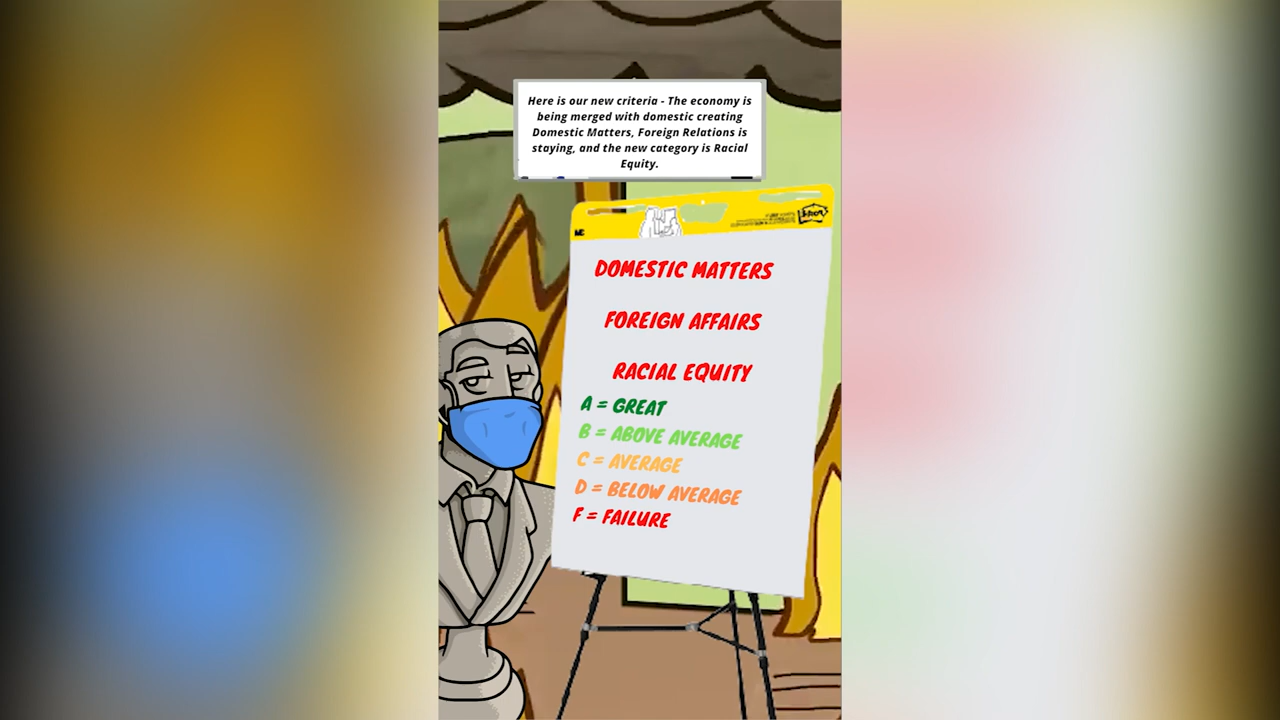 Here is our new criteria - The economy is
being merged with domestic creating
Domestic Matters, Foreign Relations is
staying, and the new category is Racial
Equity.
DOMESTIC MATTERS
FOREIGN AFFAIRS
RACIAL EQUITY
A = GREAT
B = ABOVE AVERAGE
C = AVERAGE
D = BELOW AVERAGE
F = FAILURE